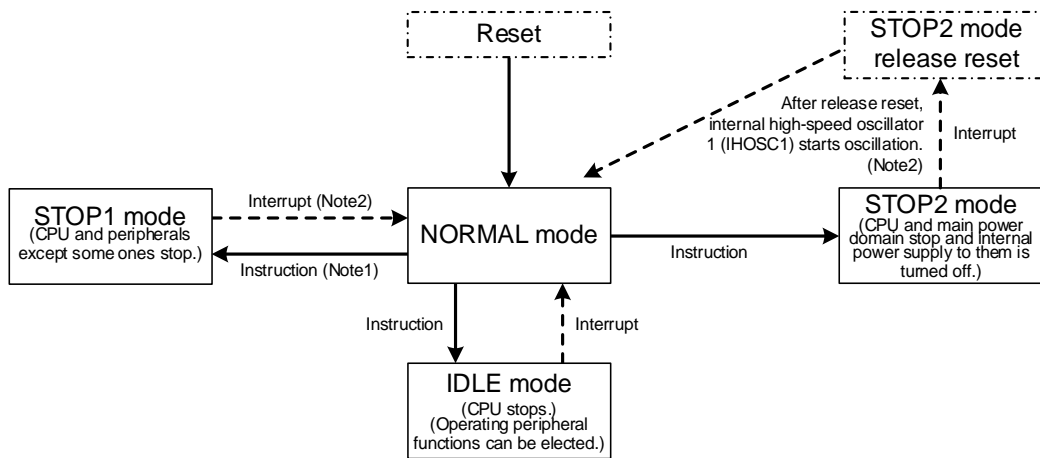 Reset
STOP2 mode
release reset
After release reset,
internal high-speed oscillator
1 (IHOSC1) starts oscillation.
(Note2)
Interrupt
STOP1 mode
(CPU and peripherals
except some ones stop.)
Interrupt (Note2)
Instruction (Note1)
NORMAL mode
Instruction
STOP2 mode
(CPU and main power
domain stop and internal
power supply to them is
turned off.)
Instruction
Interrupt
IDLE mode
(CPU stops.)
(Operating peripheral
functions can be elected.)